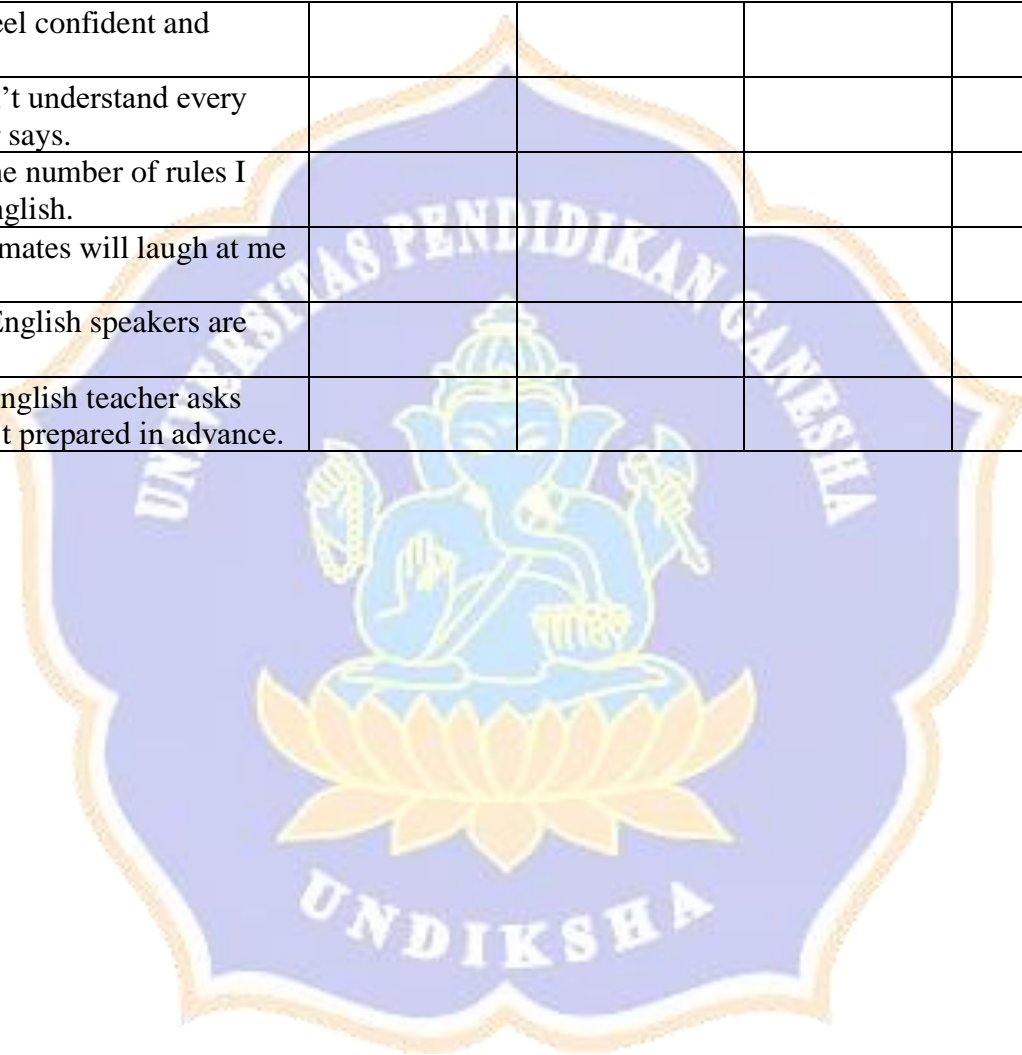 eel confident and
't understand every
says.
ne number of rules I
nglish.
mates will laugh at me
English speakers are
nglish teacher asks
t prepared in advance.
UNIVERSITAS PENDIDIKAN GANESHA
UNDIKSHA